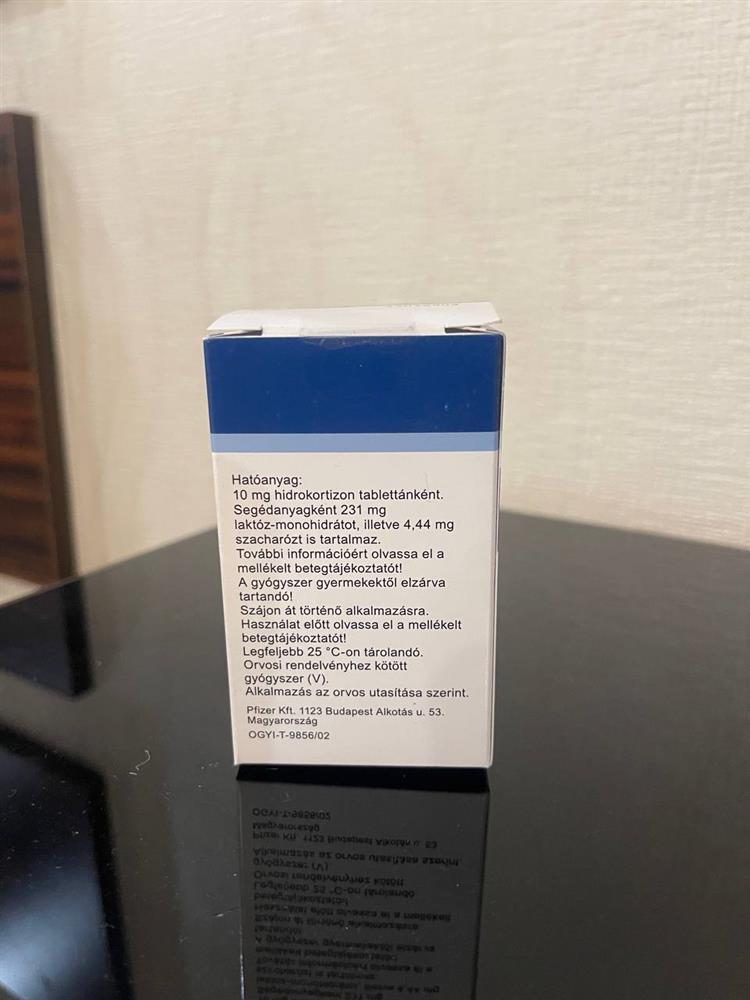 Hatóanyag:
10 mg hidrokortizon tablettánként.
Segédanyagként 231 mg
laktóz-monohidrátot, illetve 4,44 mg
szacharózt is tartalmaz.
További információért olvassa el a
mellékelt betegtájékoztatót!
A gyógyszer gyermekektől elzárva
tartandó!
Szájon át történő alkalmazásra.
Használat előtt olvassa el a mellékelt
betegtájékoztatót!
Legfeljebb 25 °C-on tárolandó.
Orvosi rendelvényhez kötött
gyógyszer (V).
Alkalmazás az orvos utasítása szerint.
Pfizer Kft. 1123 Budapest Alkotás u. 53.
Magyarország
OGYI-T-9856/02